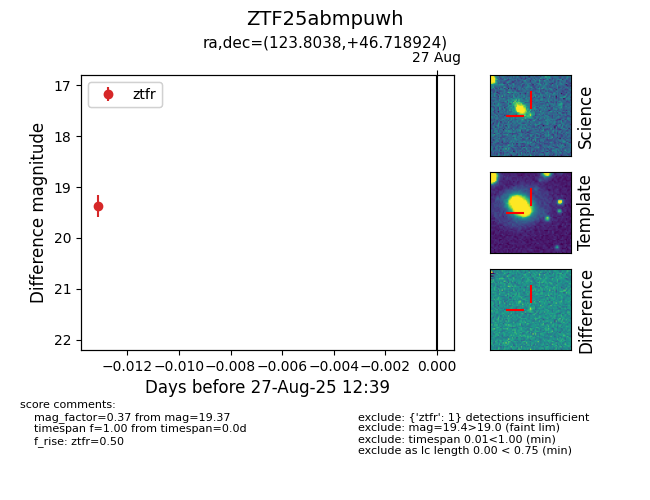 ZTF25abmpuwh
ra,dec=(123.8038,+46.718924)
27 Aug
ztfr
17
18
19
20
21
22
Difference magnitude
−0.012 −0.010 −0.008 −0.006 −0.004 −0.002 0.000
Days before 27-Aug-25 12:39
Science
Template
Difference
score comments:
mag_factor=0.37 from mag=19.37
timespan f=1.00 from timespan=0.0d
f_rise: ztfr=0.50
exclude: {'ztfr': 1} detections insufficient
exclude: mag=19.4>19.0 (faint lim)
exclude: timespan 0.01<1.00 (min)
exclude as lc length 0.00 < 0.75 (min)